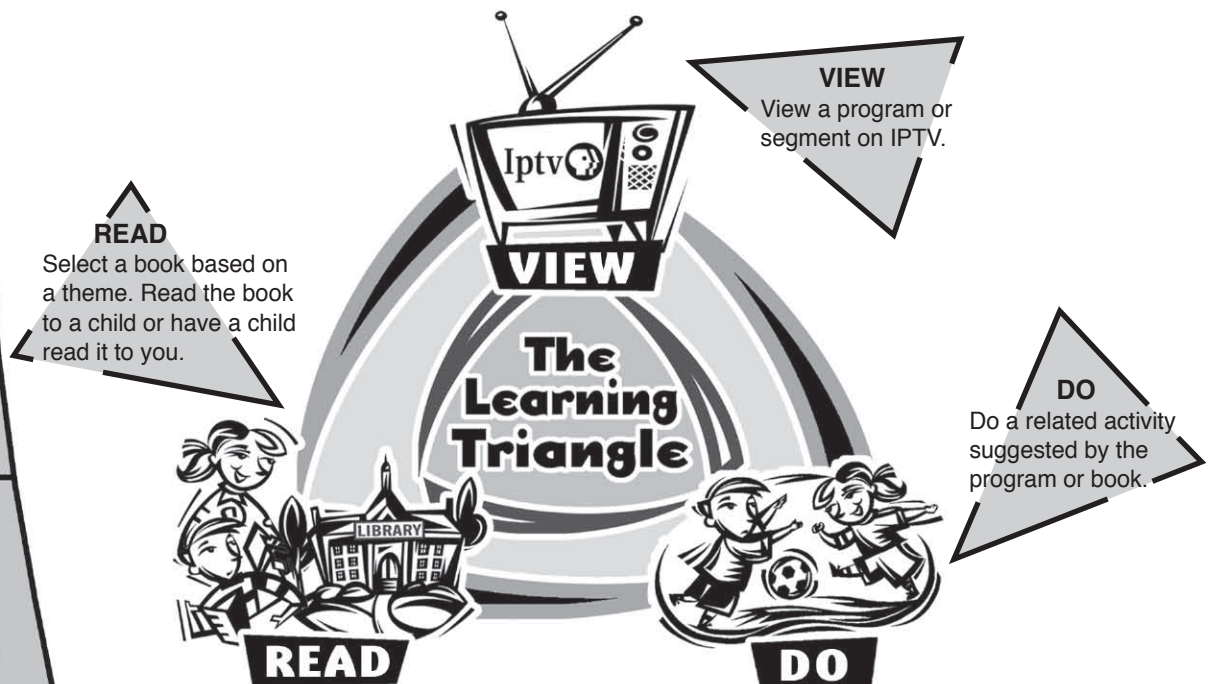 VIEW
View a program or
segment on IPTV.
Iptv
VIEW
READ
Select a book based on
a theme. Read the book
to a child or have a child
read it to you.
The
Learning
Triangle
DO
Do a related activity
suggested by the
program or book.
LIBRARY
READ
DO